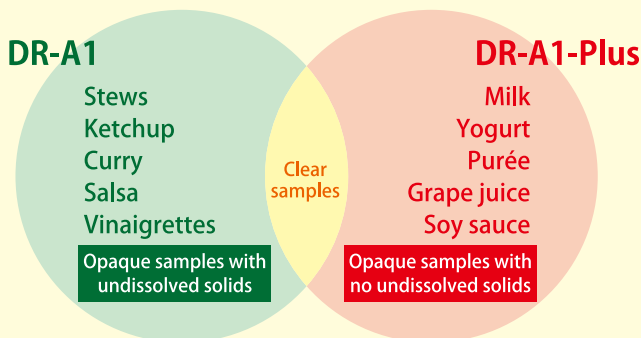 DR-A1
Stews
Ketchup
Curry
Salsa
Vinaigrettes
Opaque samples with
undissolved solids
Clear
samples
DR-A1-Plus
Milk
Yogurt
Purée
Grape juice
Soy sauce
Opaque samples with
no undissolved solids